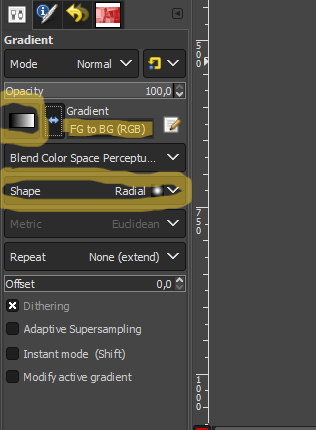 Gradient
Mode Normal
Opacity 100,0
Gradient
FG to BG (RGB)
Blend Color Space Perceptu...
Shape Radial
Metric Euclidean
Repeat None (extend)
Offset 0,0
Dithering
Adaptive Supersampling
Instant mode (Shift)
Modify active gradient
500
750
1000